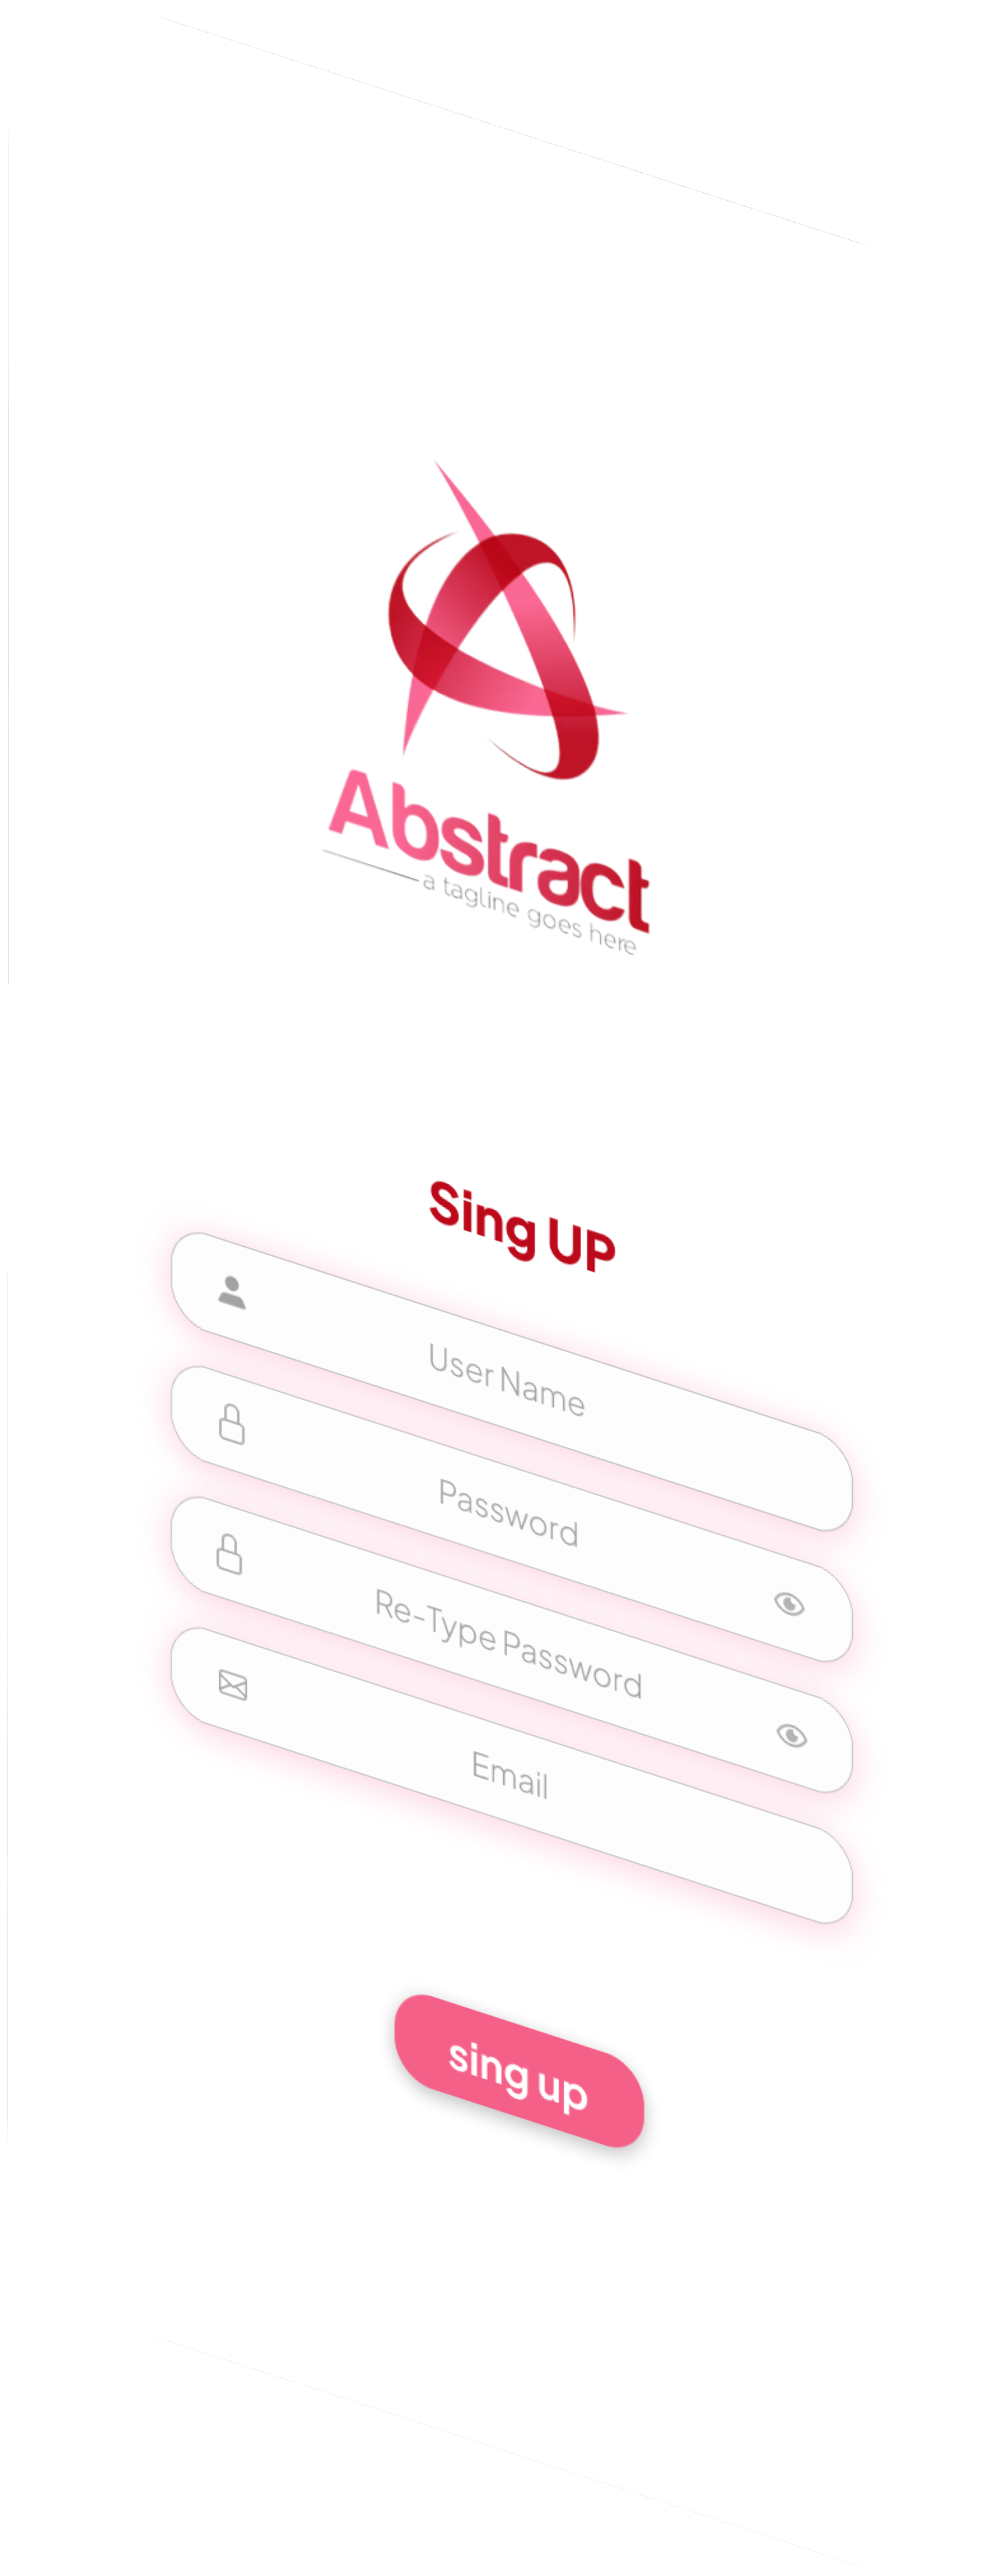 Abstract
a tagline goes here
Sing UP
User Name
Password
Re-Type Password
Email
sing up